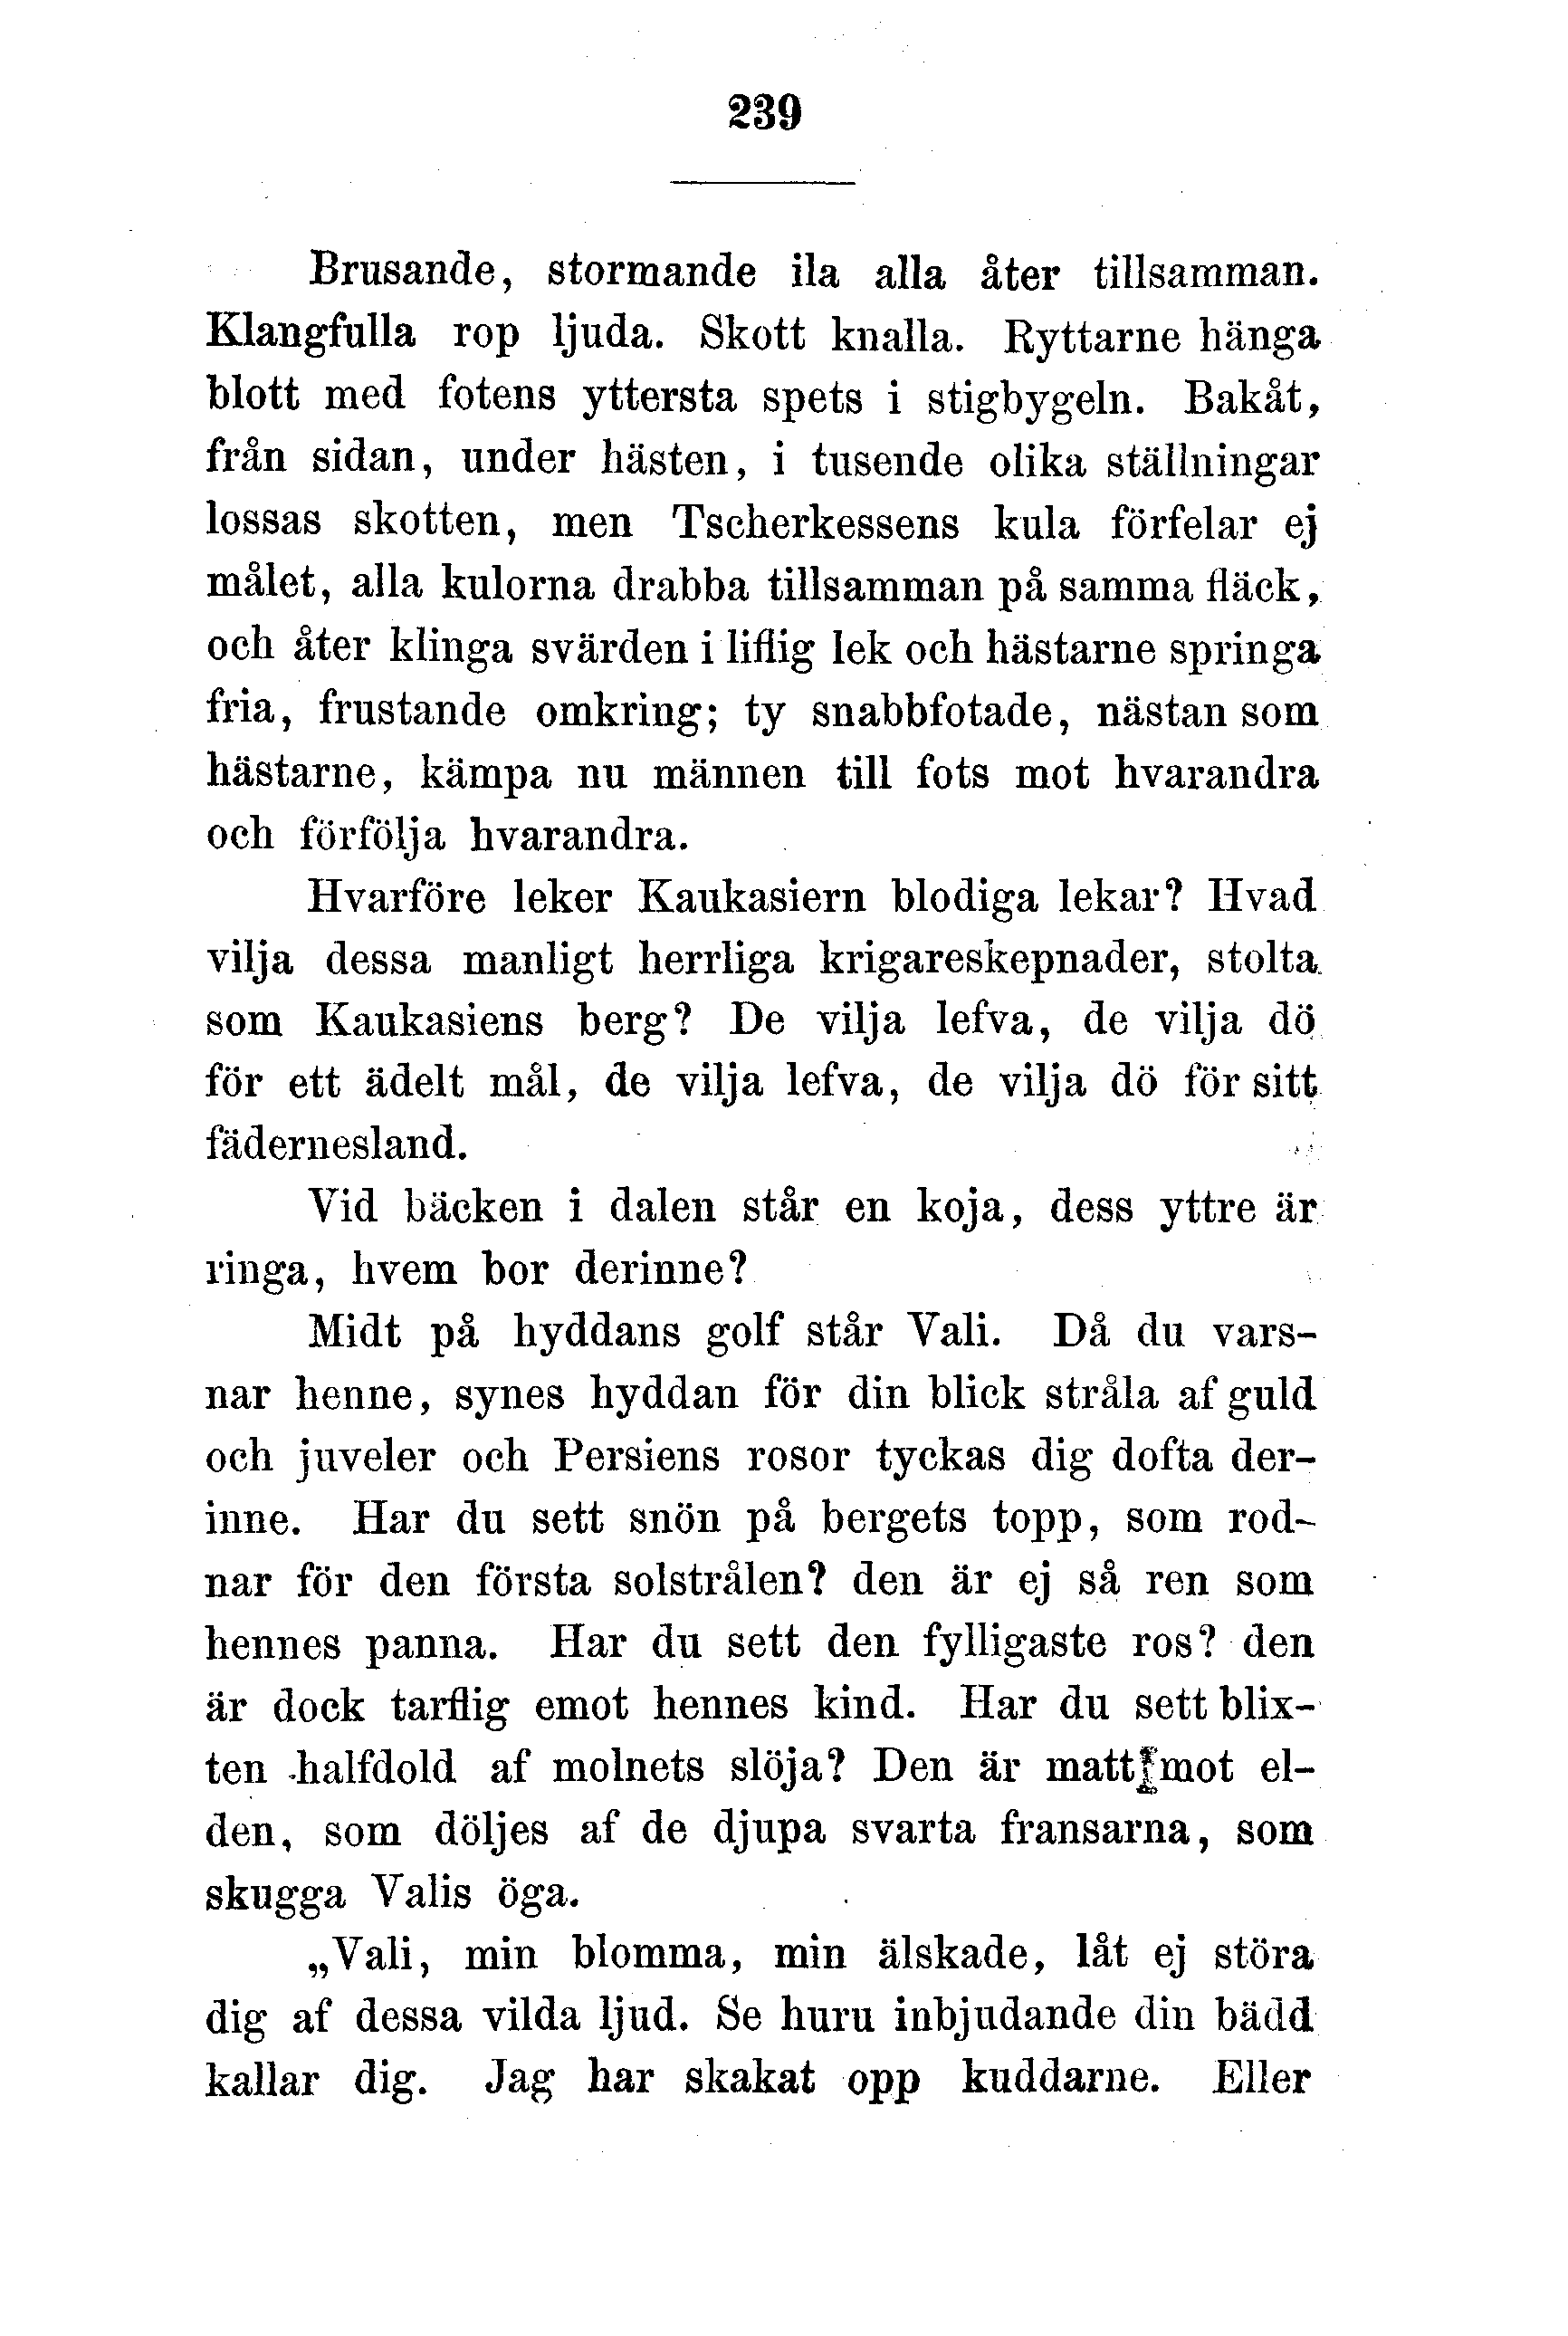 239
Brusande, stormande ila alla åter tillsamman.
Klangfulla rop ljuda. Skott knalla. Ryttarne hänga
blott med fotens yttersta spets i stigbygeln. Bakåt,
från sidan, under hästen, i tusende olika ställningar
lossas skotten, men Tscherkessens kula förfelar ej
målet, alla kulorna drabba tillsamman på samma fläck,
och åter klinga svärden i liflig lek och hästarne springa
fria, frustande omkring; ty snabbfotade, nästan som
hästarne, kämpa nu männen till fots mot hvarandra
och förfölja hvarandra.
Hvarföre leker Kaukasiern blodiga lekar? Hvad
vilja dessa manligt herrliga krigareskepnader, stolta
som Kaukasiens berg? De vilja lefva, de vilja dö
för ett ädelt mål, de vilja lefva, de vilja dö för sitt
fädernesland.
Vid bäcken i dalen står en koja, dess yttre är
ringa, hvem bor derinne?
Midt på hyddans golf står Vali. Då du vars-
nar henne, synes hyddan för din blick stråla af guld
och juveler och Persiens rosor tyckas dig dofta der-
inne. Har du sett snön på bergets topp, som rod-
nar för den första solstrålen? den är ej så ren som
hennes panna. Har du sett den fylligaste ros? den
är dock tarflig emot hennes kind. Har du sett blix-
ten halfdold af molnets slöja? Den är matt mot el-
den, som döljes af de djupa svarta fransarna, som
skugga Valis öga.
„Vali, min blomma, min älskade, låt ej störa
dig af dessa vilda ljud. Se huru inbjudande din bädd
kallar dig. Jag har skakat opp kuddarne. Eller